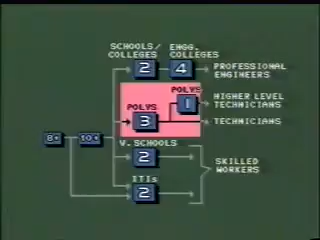 SCHOOLS/ ENGG.
COLLEGES COLLEGES
2 4 PROFESSIONAL
ENGINEERS
POLYS
1 HIGHER LEVEL
TECHNICIANS
POLYS
3 TECHNICIANS
V.SCHOOLS
2
8+ 10+
SKILLED
WORKERS
ITIs
2